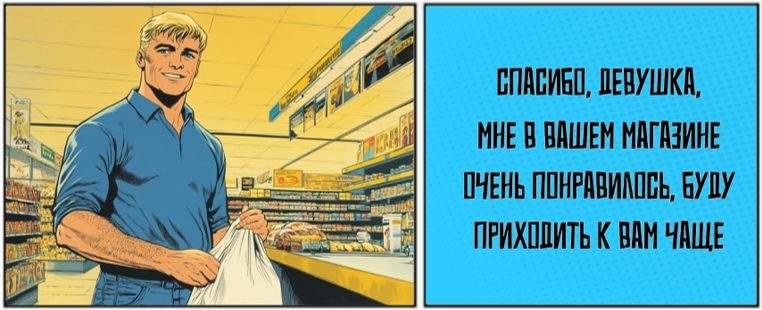 СПАСИБО, ДЕВУШКА,
МНЕ В ВАШЕМ МАГАЗИНЕ
ОЧЕНЬ ПОНРАВИЛОСЬ, БУДУ
ПРИХОДИТЬ К ВАМ ЧАЩЕ